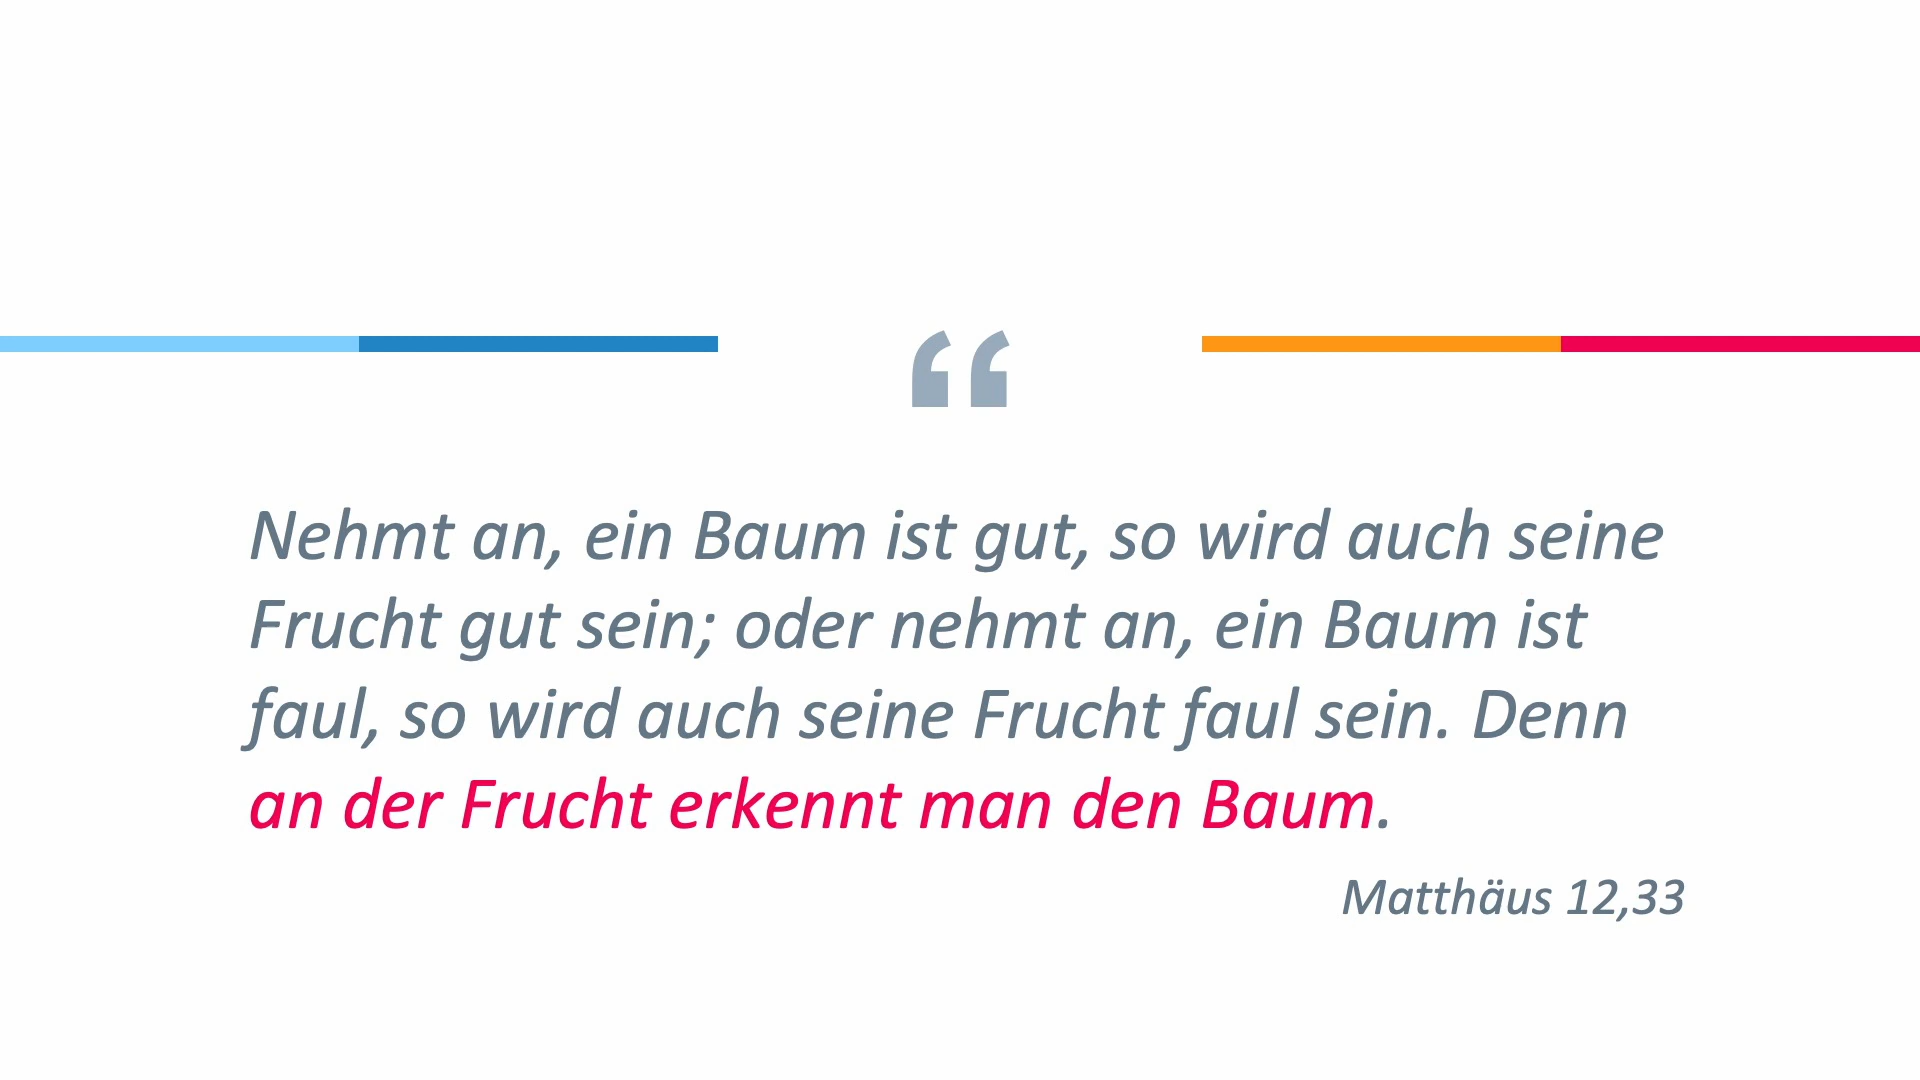 “
Nehmt an, ein Baum ist gut, so wird auch seine
Frucht gut sein; oder nehmt an, ein Baum ist
faul, so wird auch seine Frucht faul sein. Denn
an der Frucht erkennt man den Baum.
Matthäus 12,33